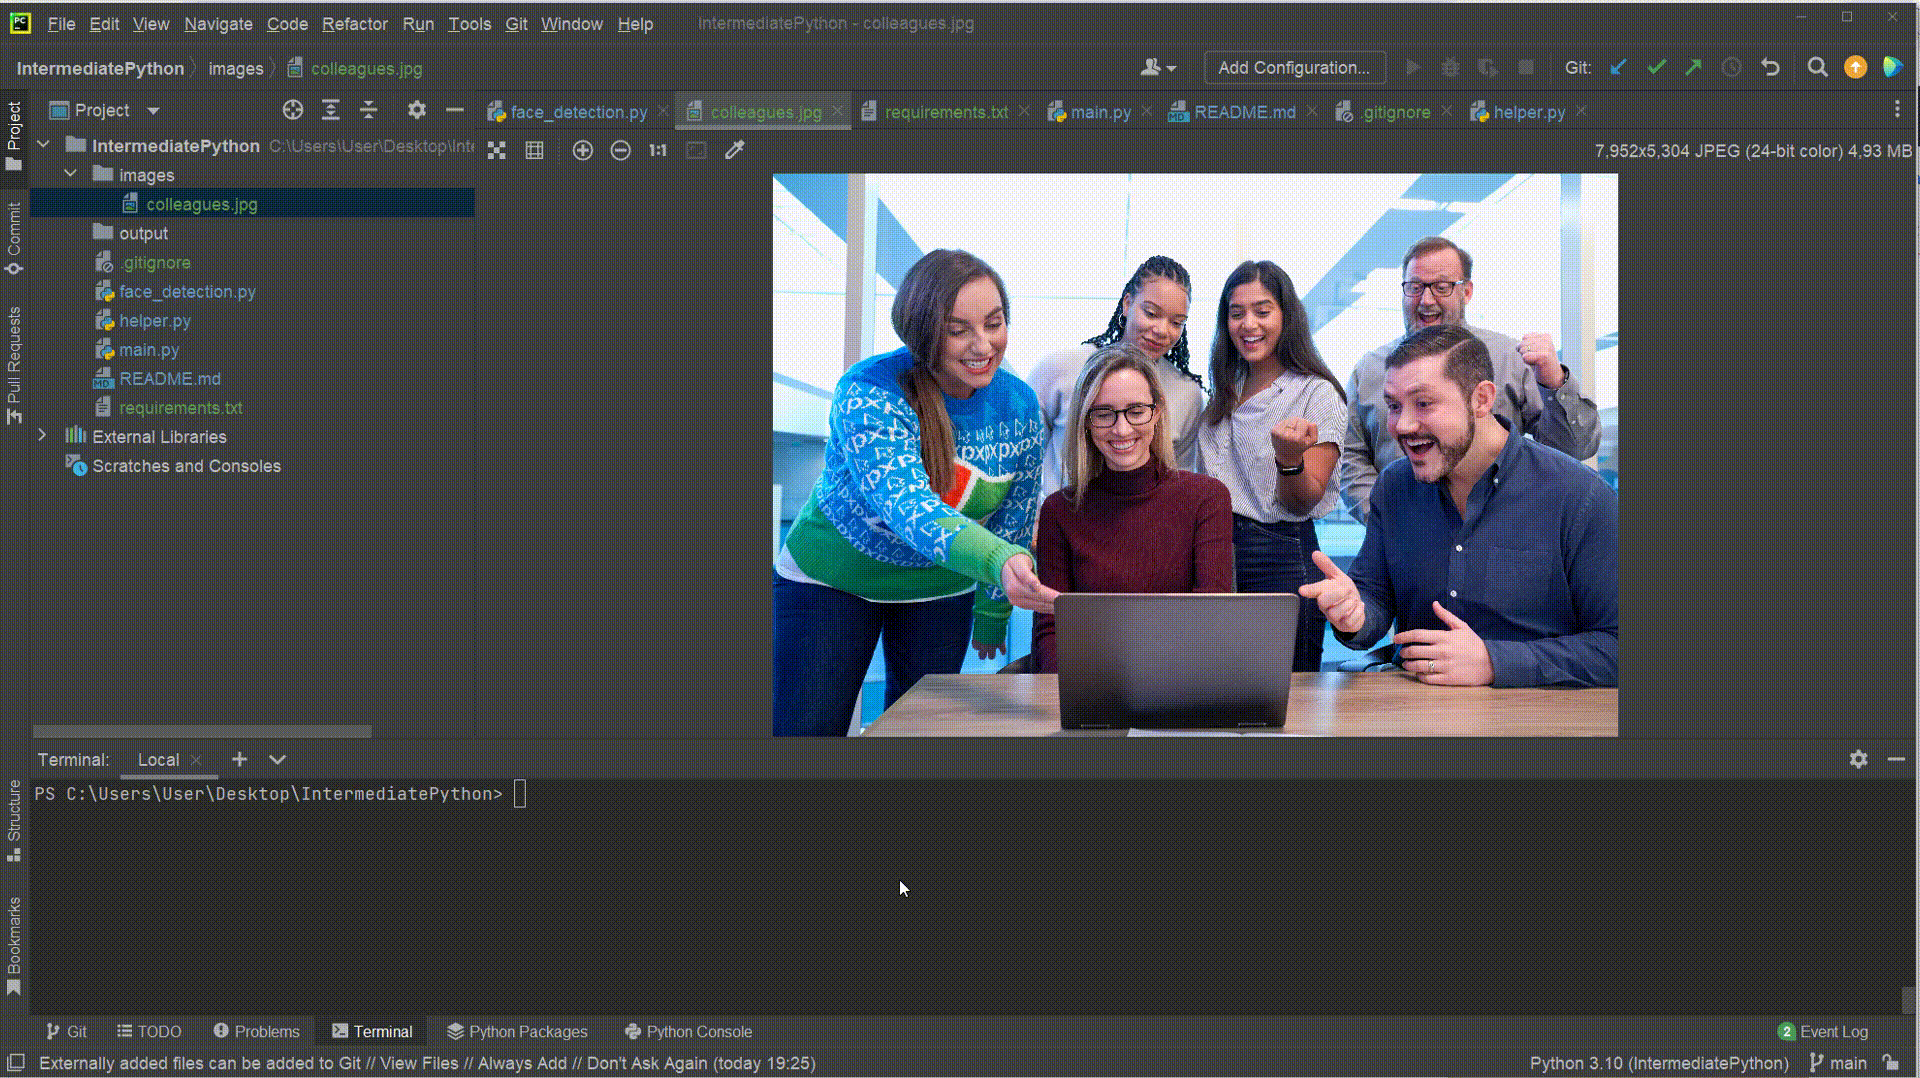 PC File Edit View Navigate Code Refactor Run Tools Git Window Help IntermediatePython - colleagues.jpg
IntermediatePython images colleagues.jpg Add Configuration... Git:
Project face_detection.py colleagues.jpg requirements.txt main.py README.md .gitignore helper.py
7,952x5,304 JPEG (24-bit color) 4,93 MB
IntermediatePython C:\Users\User\Desktop\Inte
images
colleagues.jpg
output
.gitignore
face_detection.py
helper.py
main.py
README.md
requirements.txt
External Libraries
Scratches and Consoles
Project
Commit
Pull Requests
Structure
Bookmarks
1:1
Terminal: Local
PS C:\Users\User\Desktop\IntermediatePython>
Git TODO Problems Terminal Python Packages Python Console 2 Event Log
Externally added files can be added to Git // View Files // Always Add // Don't Ask Again (today 19:25) Python 3.10 (IntermediatePython) main